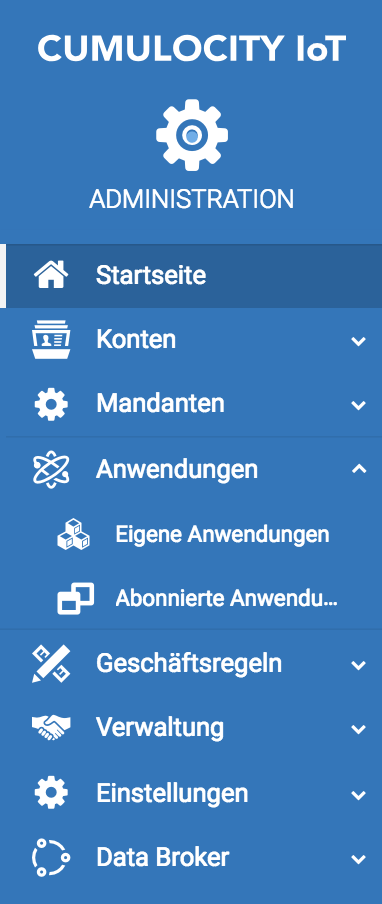 CUMULOCITY IoT
ADMINISTRATION
Startseite
Konten
Mandanten
Anwendungen
Eigene Anwendungen
Abonnierte Anwendu...
Geschäftsregeln
Verwaltung
Einstellungen
Data Broker